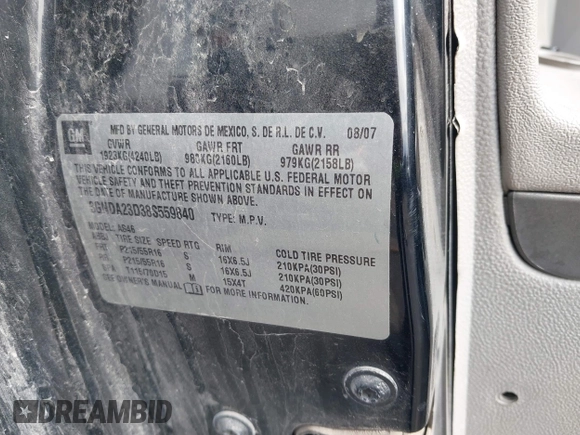 GM
MFD BY GENERAL MOTORS DE MEXICO, S. DE R.L. DE C.V. 08/07
GVWR GAWR FRT GAWR RR
1923KG(4240LB) 980KG(2160LB) 979KG(2158LB)
THIS VEHICLE CONFORMS TO ALL APPLICABLE U.S. FEDERAL MOTOR
VEHICLE SAFETY AND THEFT PREVENTION STANDARDS IN EFFECT ON
THE DATE OF MANUFACTURE SHOWN ABOVE.
3GNDA23D38S559840 TYPE: M.P.V.
MODEL: AS46
TIRE SIZE SPEED RTG RIM COLD TIRE PRESSURE
P215/55R16 S 16X6.5J 210KPA(30PSI)
P215/55R16 S 16X6.5J 210KPA(30PSI)
T115/70D15 M 15X4T 420KPA(60PSI)
SEE OWNER'S MANUAL FOR MORE INFORMATION.
DREAMBID